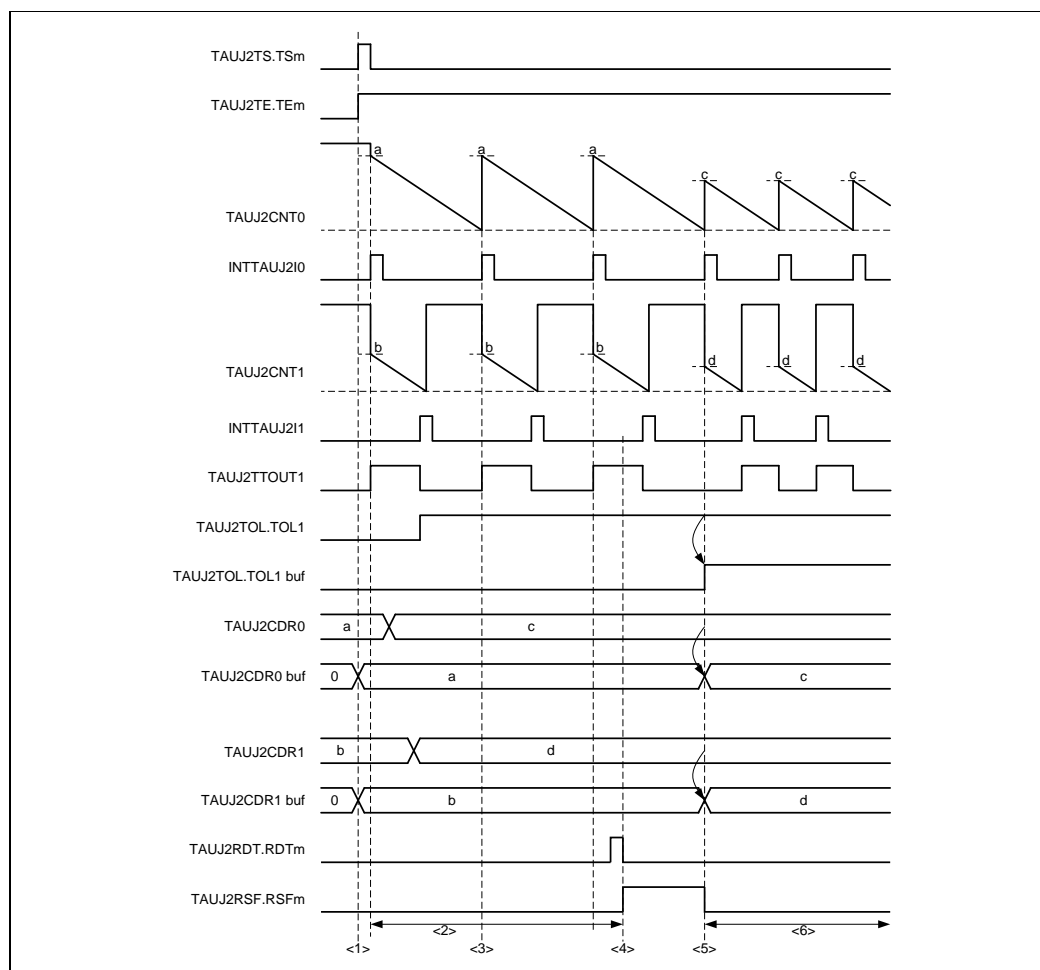 TAUJ2TS.TSm
TAUJ2TE.TEm
a a a
c c c
TAUJ2CNT0
INTTAUJ2I0
b b b
d d d
TAUJ2CNT1
INTTAUJ2I1
TAUJ2TTOUT1
TAUJ2TOL.TOL1
TAUJ2TOL.TOL1 buf
TAUJ2CDR0 a c
TAUJ2CDR0 buf 0 a c
TAUJ2CDR1 b d
TAUJ2CDR1 buf 0 b d
TAUJ2RDT.RDTm
TAUJ2RSF.RSFm
<2> <6>
<1> <3> <4> <5>